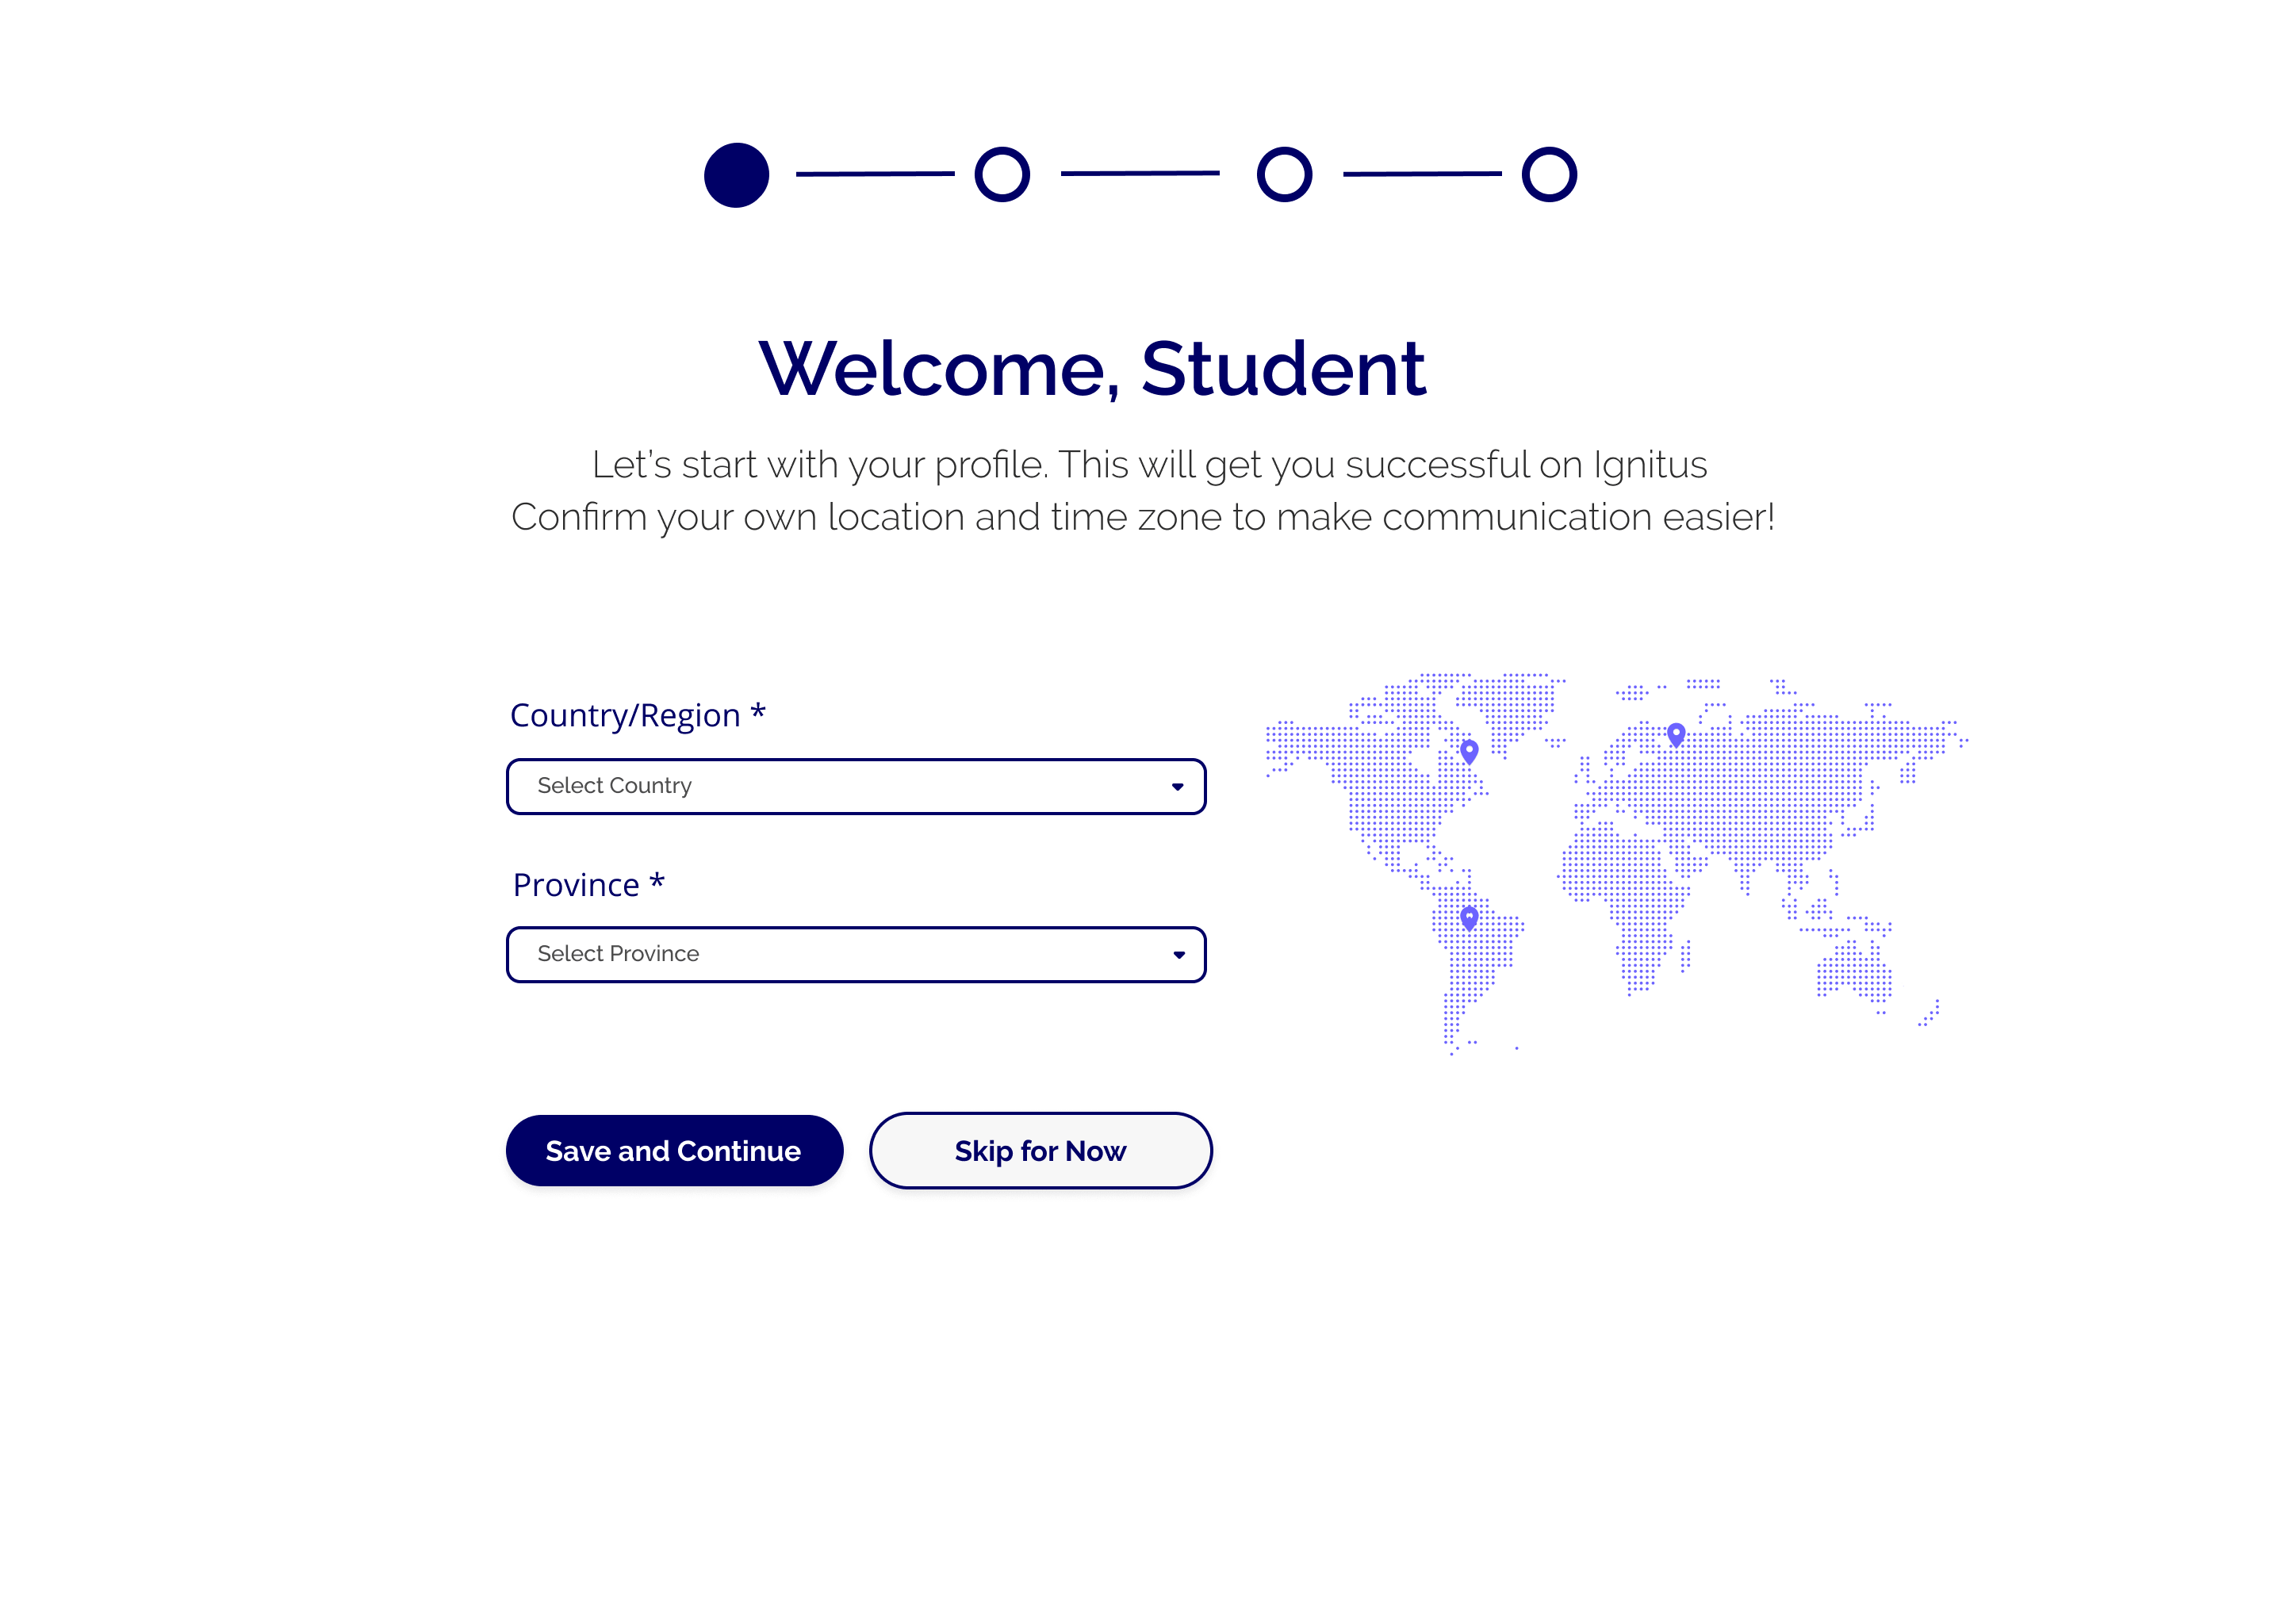 Welcome, Student
Let’s start with your profile. This will get you successful on Ignitus
Confirm your own location and time zone to make communication easier!
Country/Region *
Select Country
Province *
Select Province
Save and Continue
Skip for Now